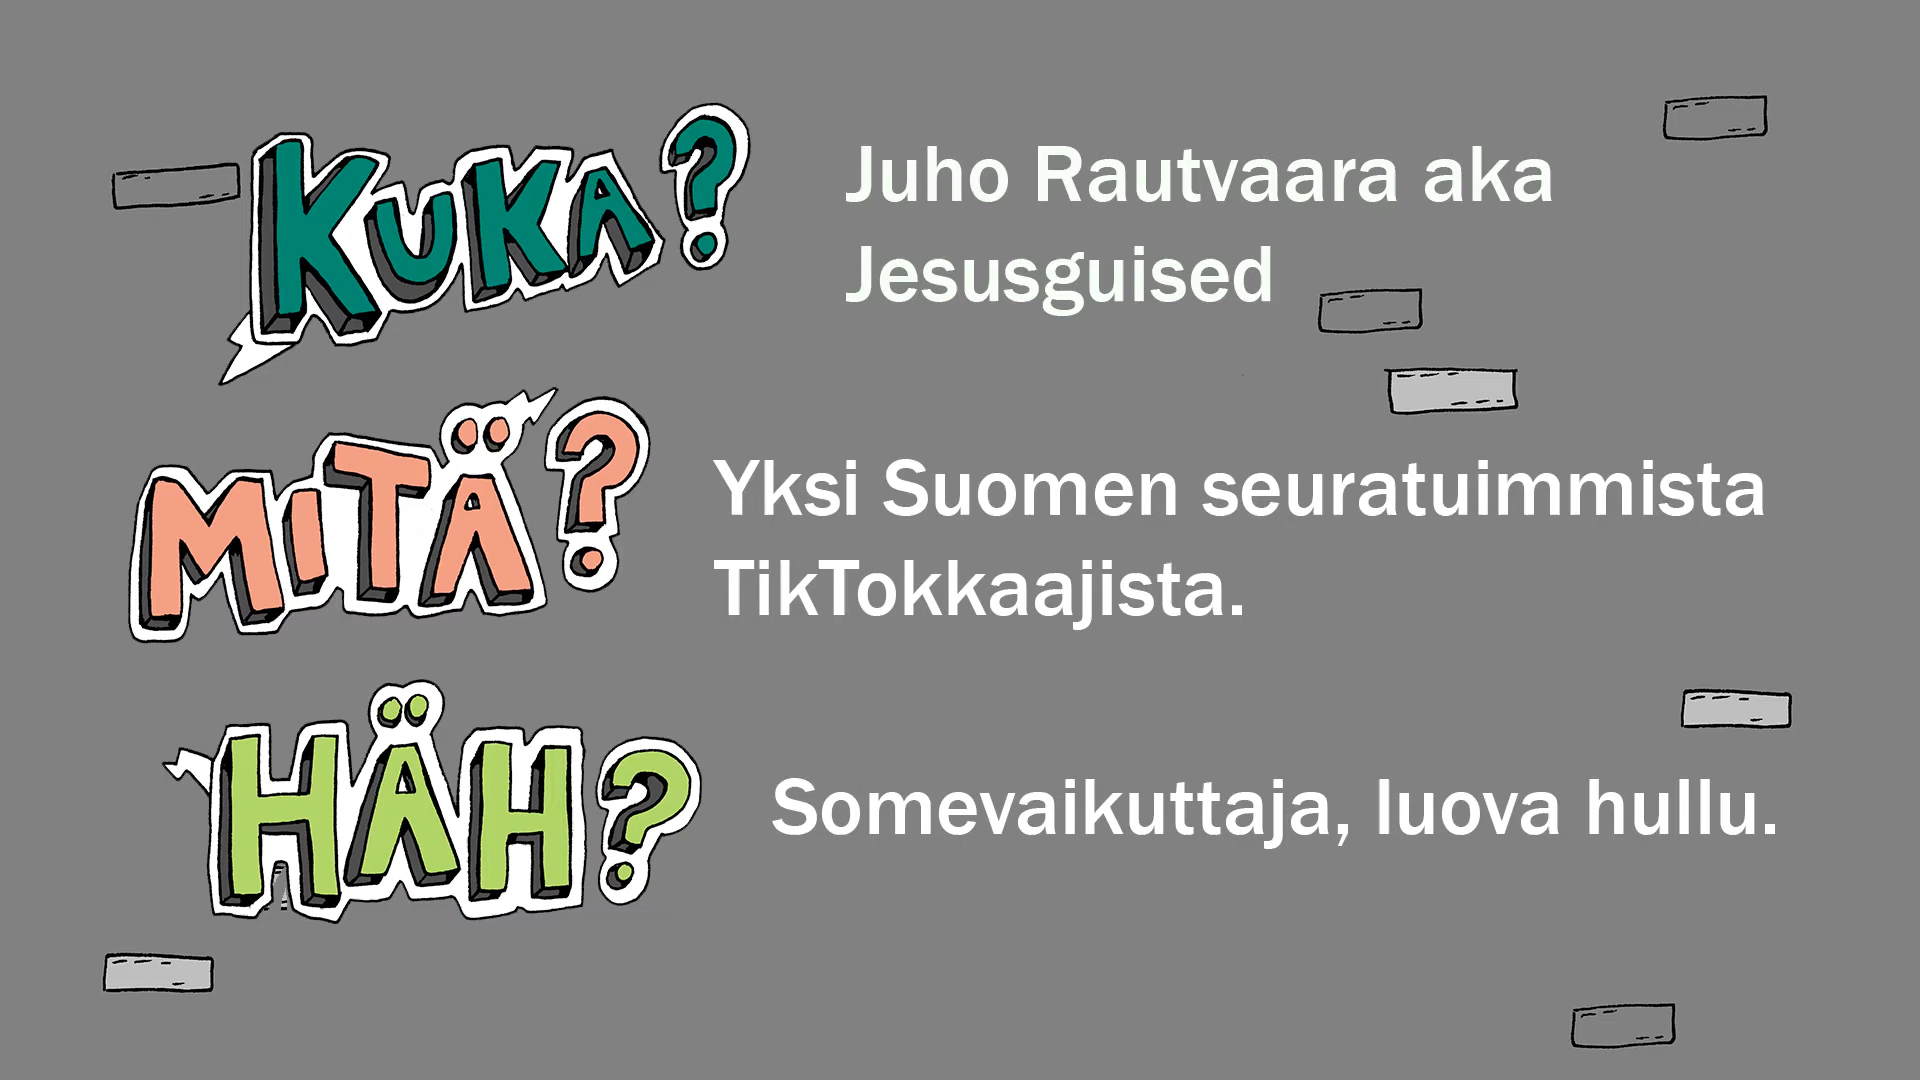 KUKA?
Juho Rautvaara aka
Jesusguised
MiTÄ?
Yksi Suomen seuratuimmista
TikTokkaajista.
HÄH?
Somevaikuttaja, luova hullu.